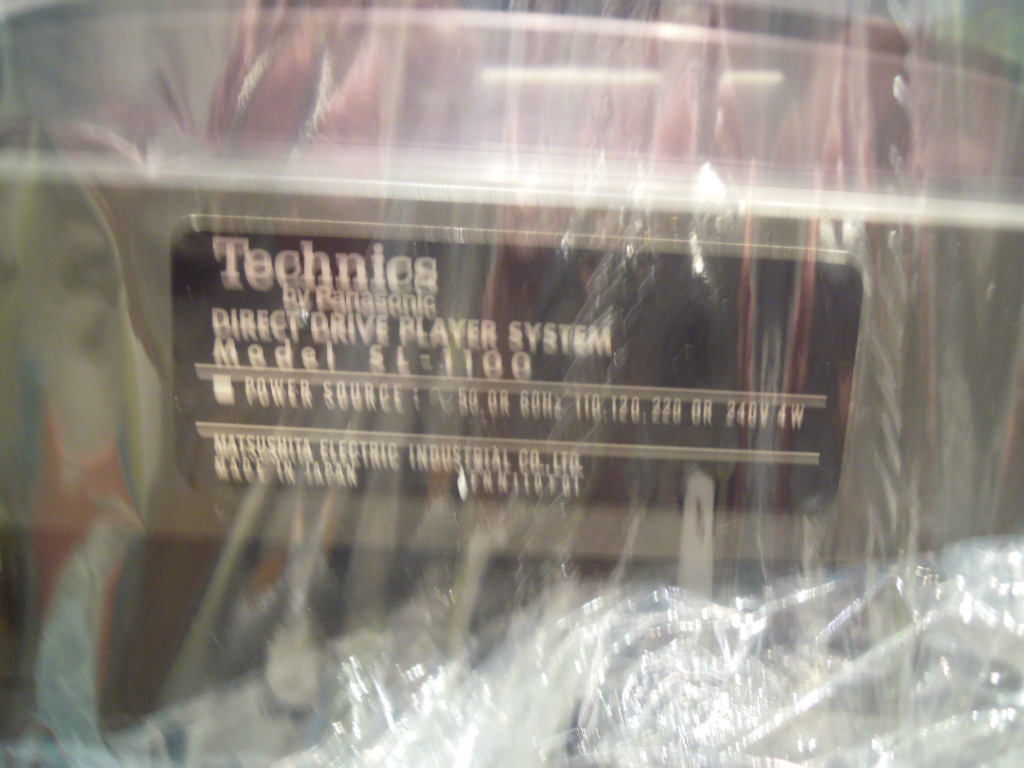 Technics
by Panasonic
DIRECT DRIVE PLAYER SYSTEM
Model SL-1100
POWER SOURCE : ~ 50 OR 60Hz 110,120,220 OR 240V 4W
MATSUSHITA ELECTRIC INDUSTRIAL CO.,LTD.
MADE IN JAPAN